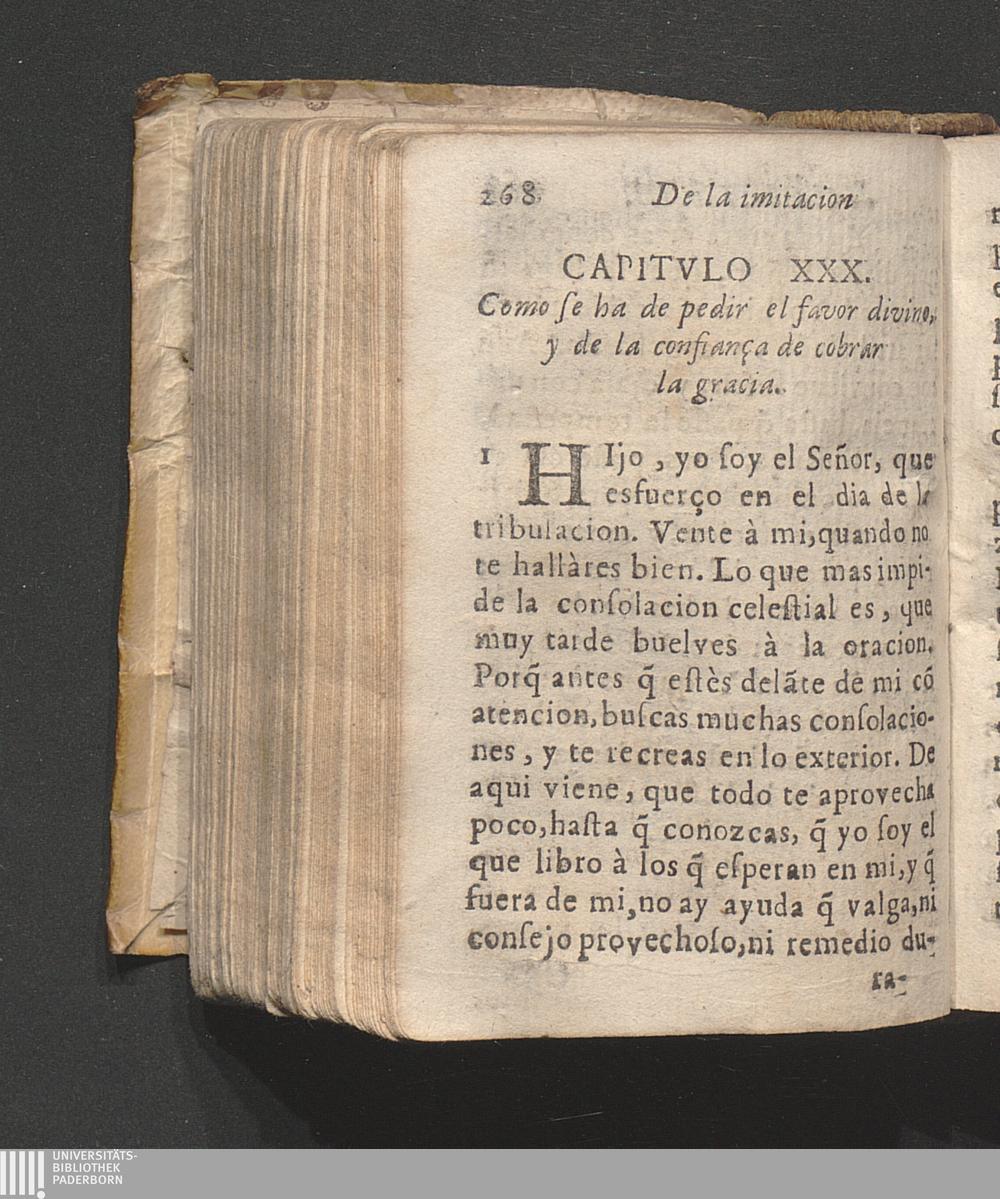 268 De la imitacion
CAPITVLO XXX.
Como ſe ha de pedir el favor divino,
y de la confiança de cobrar
la gracia.
1 HIjo, yo ſoy el Señor, que
esfuerço en el dia de la
tribulacion. Vente à mi, quando no
te hallàres bien. Lo que mas impi-
de la conſolacion celeſtial es, que
muy tarde buelves à la oracion.
Porq̃ antes q̃ eſtès delãte de mi cõ
atencion, buſcas muchas conſolacio-
nes, y te recreas en lo exterior. De
aqui viene, que todo te aprovecha
poco, haſta q̃ conozcas, q̃ yo ſoy el
que libro à los q̃ eſperan en mi, y q̃
fuera de mi, no ay ayuda q̃ valga, ni
conſejo provechoſo, ni remedio du-
ra-
UNIVERSITÄTS-
BIBLIOTHEK
PADERBORN